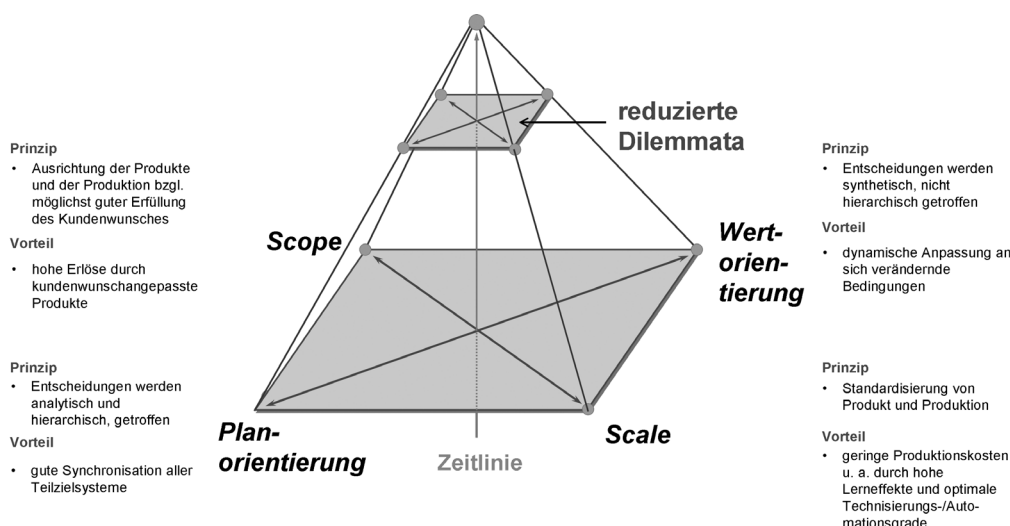 reduzierte
Dilemmata
Prinzip
• Ausrichtung der Produkte
und der Produktion bzgl.
möglichst guter Erfüllung
des Kundenwunsches
Vorteil
• hohe Erlöse durch
kundenwunschangepasste
Produkte
Prinzip
• Entscheidungen werden
synthetisch, nicht
hierarchisch getroffen
Vorteil
• dynamische Anpassung an
sich verändernde
Bedingungen
Scope
Wert-
orien-
tierung
Prinzip
• Entscheidungen werden
analytisch und
hierarchisch, getroffen
Vorteil
• gute Synchronisation aller
Teilzielsysteme
Plan-
orientierung
Zeitlinie
Scale
Prinzip
• Standardisierung von
Produkt und Produktion
Vorteil
• geringe Produktionskosten
u. a. durch hohe
Lerneffekte und optimale
Technisierungs-/Auto-
mationsgrade